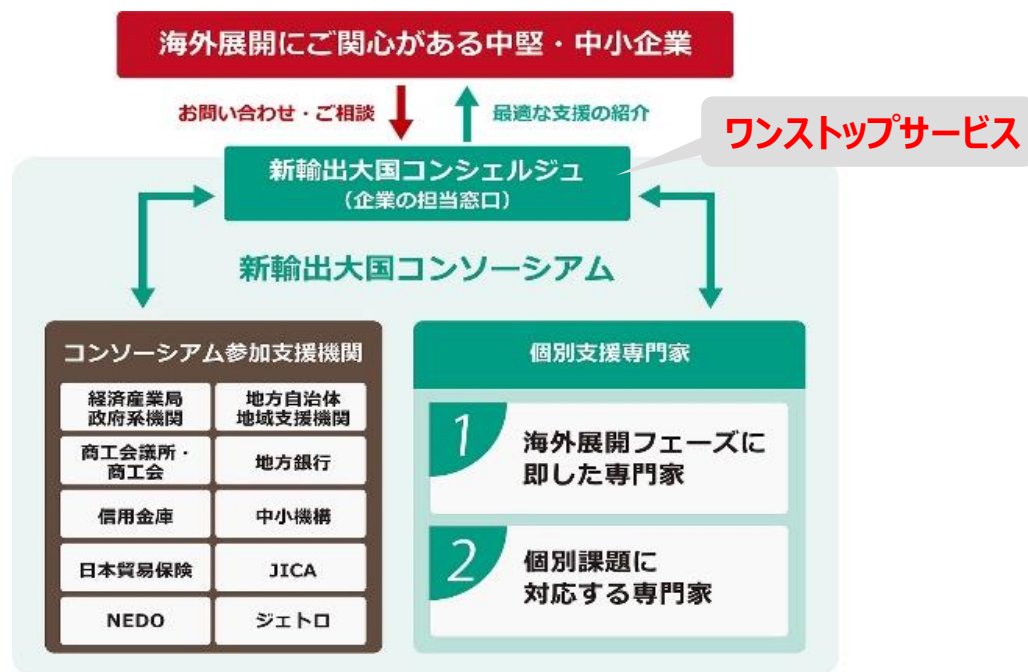 海外展開にご関心がある中堅・中小企業
お問い合わせ・ご相談
最適な支援の紹介
ワンストップサービス
新輸出大国コンシェルジュ
（企業の担当窓口）
新輸出大国コンソーシアム
コンソーシアム参加支援機関
経済産業局
政府系機関
地方自治体
地域支援機関
商工会議所・
商工会
地方銀行
信用金庫
中小機構
日本貿易保険
JICA
NEDO
ジェトロ
個別支援専門家
1
海外展開フェーズに
即した専門家
2
個別課題に
対応する専門家